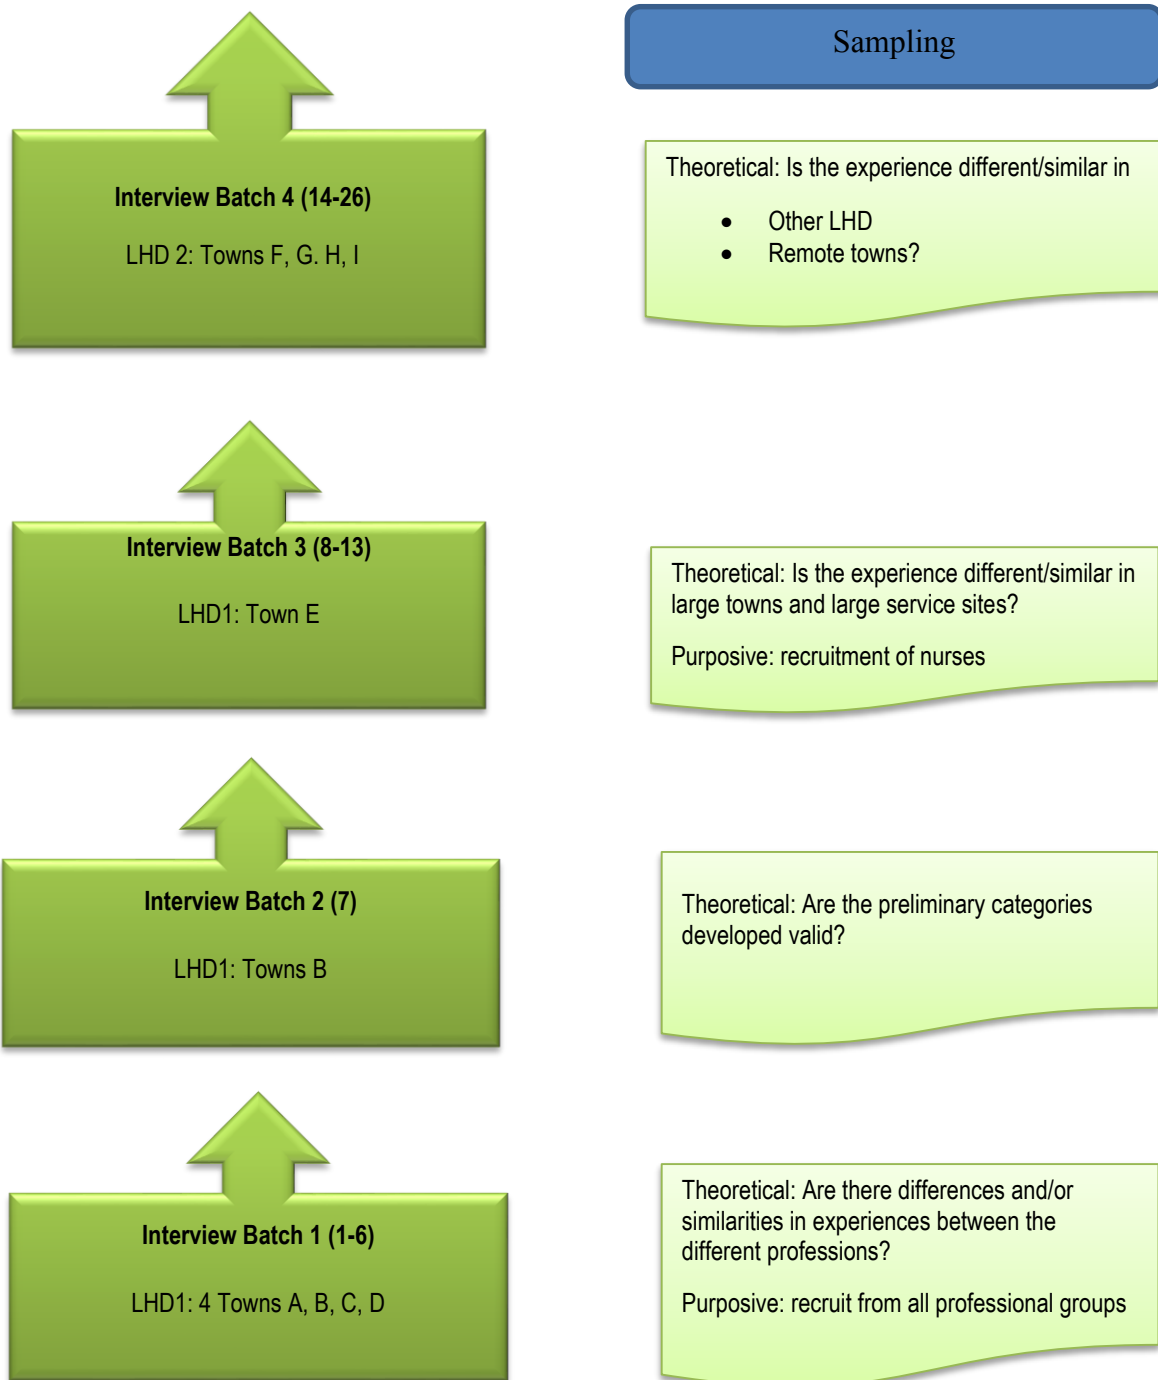 Sampling
Interview Batch 4 (14-26)
LHD 2: Towns F, G. H, I
Theoretical: Is the experience different/similar in
• Other LHD
• Remote towns?
Interview Batch 3 (8-13)
LHD1: Town E
Theoretical: Is the experience different/similar in
large towns and large service sites?
Purposive: recruitment of nurses
Interview Batch 2 (7)
LHD1: Towns B
Theoretical: Are the preliminary categories
developed valid?
Interview Batch 1 (1-6)
LHD1: 4 Towns A, B, C, D
Theoretical: Are there differences and/or
similarities in experiences between the
different professions?
Purposive: recruit from all professional groups